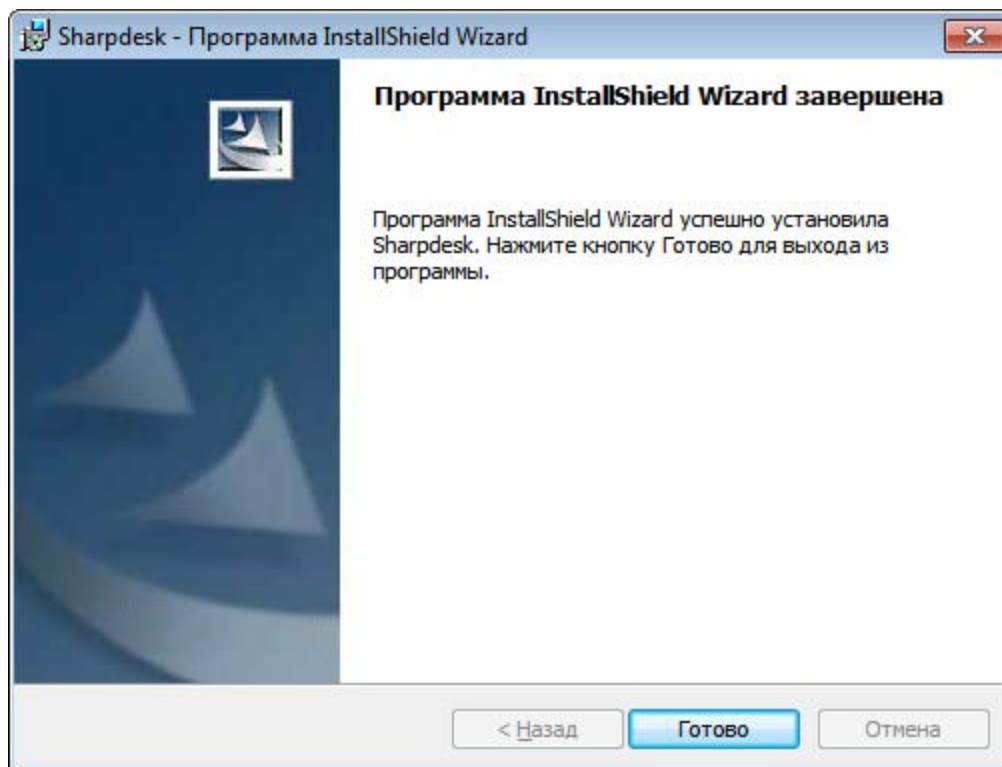 Sharpdesk - Программа InstallShield Wizard
Программа InstallShield Wizard завершена
Программа InstallShield Wizard успешно установила
Sharpdesk. Нажмите кнопку Готово для выхода из
программы.
< Назад
Готово
Отмена